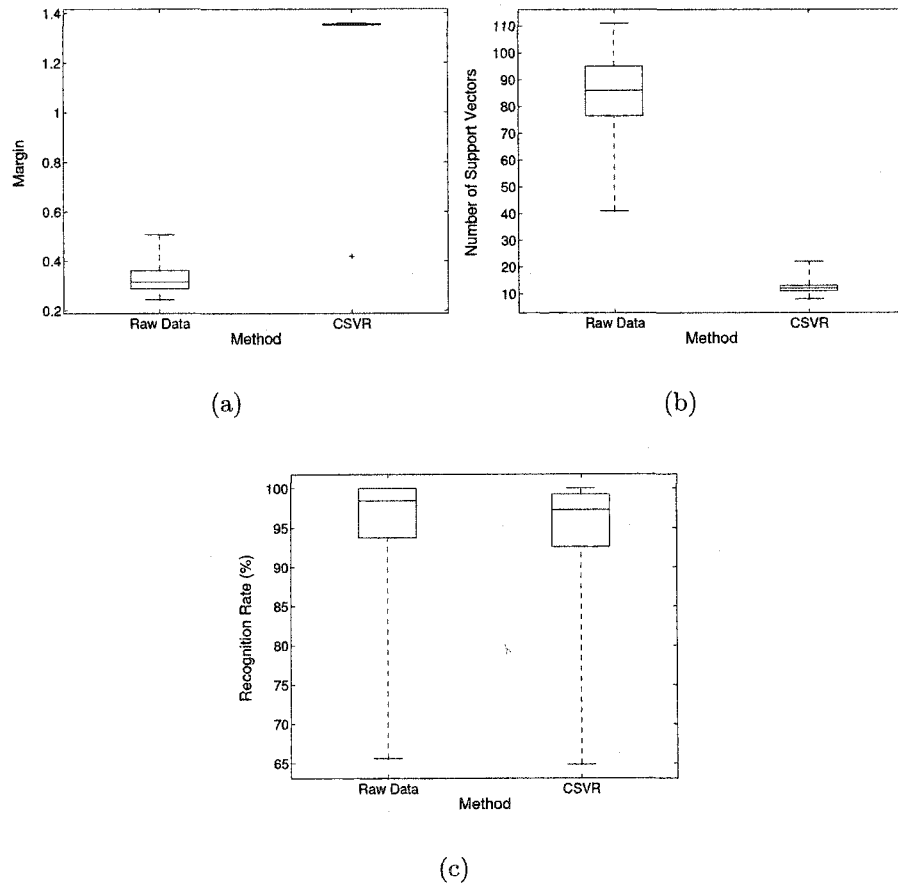 1.4
1.2
1
0.8
0.6
0.4
0.2
Margin
Raw Data CSVR
Method
(a)
110
100
90
80
70
60
50
40
30
20
10
Number of Support Vectors
Raw Data CSVR
Method
(b)
100
95
90
85
80
75
70
65
Recognition Rate (%)
Raw Data CSVR
Method
(c)